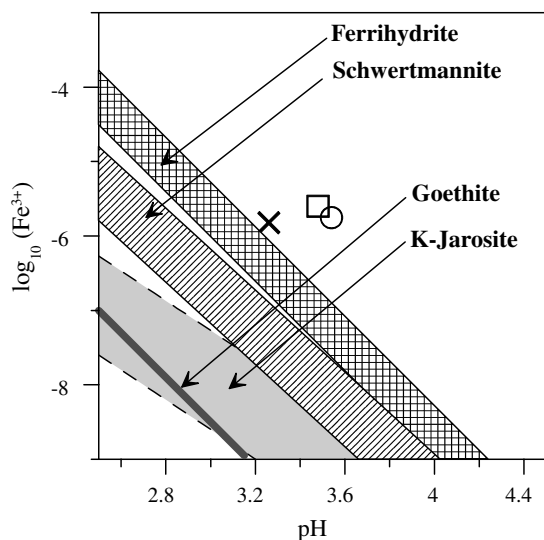 Ferrihydrite
Schwertmannite
Goethite
K-Jarosite
log₁₀ (Fe³⁺)
-4
-6
-8
2.8 3.2 3.6 4 4.4
pH